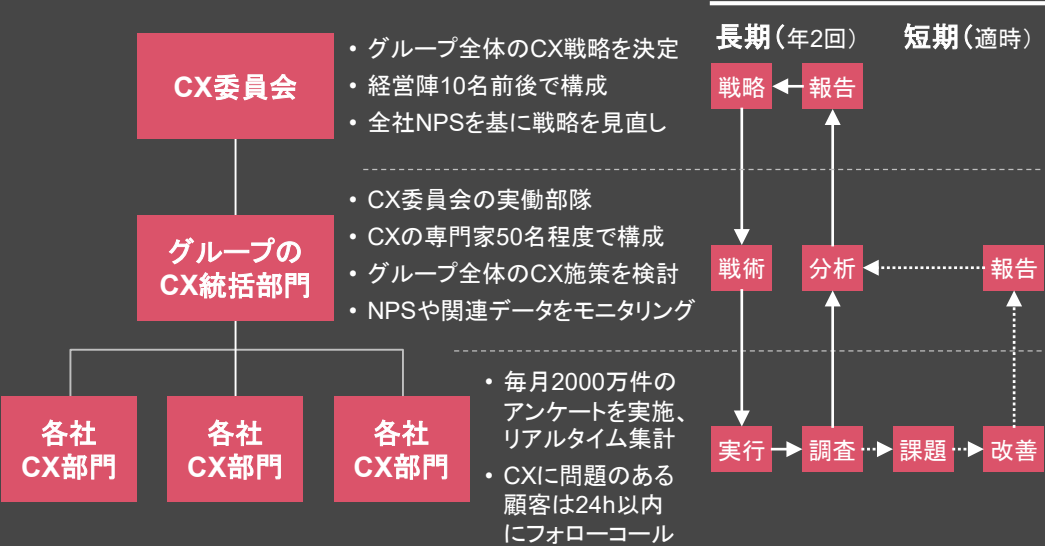 長期(年2回)
短期(適時)
CX委員会
• グループ全体のCX戦略を決定
• 経営陣10名前後で構成
• 全社NPSを基に戦略を見直し
戦略
報告
グループの
CX統括部門
• CX委員会の実働部隊
• CXの専門家50名程度で構成
• グループ全体のCX施策を検討
• NPSや関連データをモニタリング
戦術
分析
報告
各社
CX部門
各社
CX部門
各社
CX部門
• 毎月2000万件の
アンケートを実施、
リアルタイム集計
• CXに問題のある
顧客は24h以内
にフォローコール
実行
調査
課題
改善